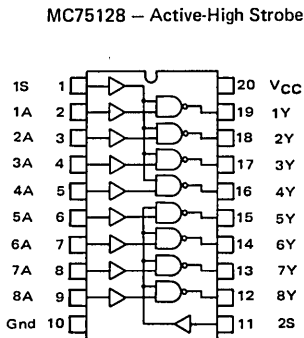 MC75128 — Active-High Strobe
1S 1 20 VCC
1A 2 19 1Y
2A 3 18 2Y
3A 4 17 3Y
4A 5 16 4Y
5A 6 15 5Y
6A 7 14 6Y
7A 8 13 7Y
8A 9 12 8Y
Gnd 10 11 2S